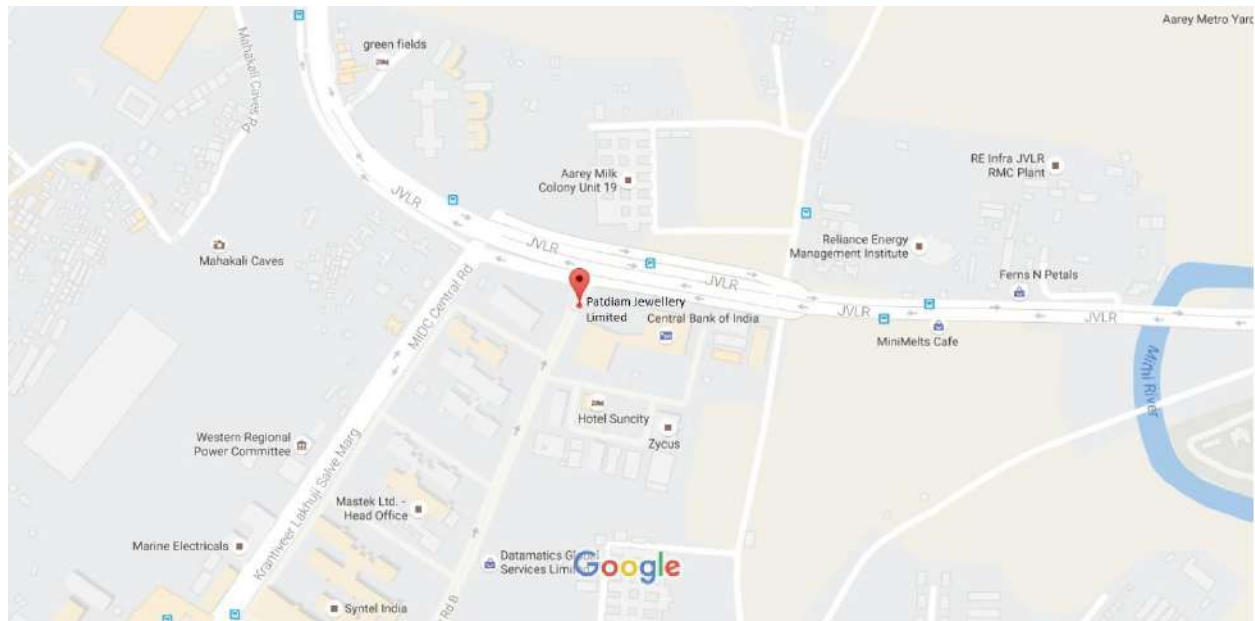 Aarey Metro Yard
green fields
Mahakali Caves Rd
JVLR
Aarey Milk
Colony Unit 19
RE Infra JVLR
RMC Plant
Mahakali Caves
JVLR
JVLR
Reliance Energy
Management Institute
Ferns N Petals
MIDC Central Rd
Patdiam Jewellery
Limited
Central Bank of India
JVLR
JVLR
MiniMelts Cafe
Mithi River
Hotel Suncity
Zycus
Western Regional
Power Committee
Krantiveer Lakhuji Salve Marg
Mastek Ltd. -
Head Office
Marine Electricals
Datamatics
Services
Google
Syntel India
Rd B